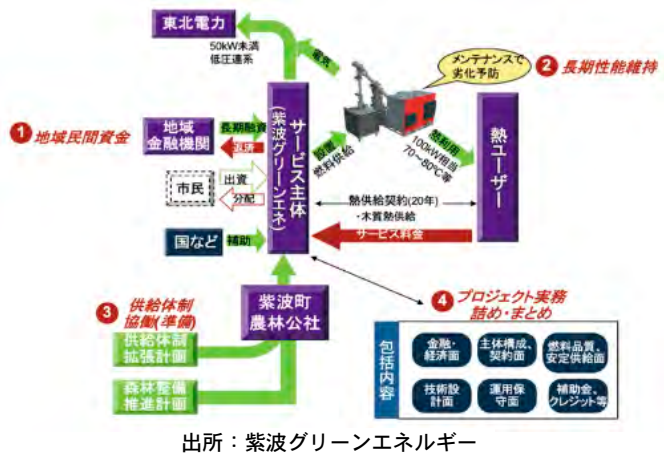 東北電力
50kW未満
低圧連系
電気
メンテナンスで
劣化予防
2 長期性能維持
1 地域民間資金
地域
金融機関
長期融資
返済
市民
出資
分配
国など
補助
サービス主体
(紫波グリーンエネ)
設置
燃料供給
熱利用
100kW相当
70〜80℃等
熱ユーザー
熱供給契約(20年)
・木質熱供給
サービス料金
3 供給体制
協働(準備)
供給体制
拡張計画
森林整備
推進計画
紫波町
農林公社
4 プロジェクト実務
詰め・まとめ
包括内容
金融・
経済面
主体構成、
契約面
燃料品質、
安定供給面
技術設
計面
運用保
守面
補助金、
クレジット等
出所：紫波グリーンエネルギー